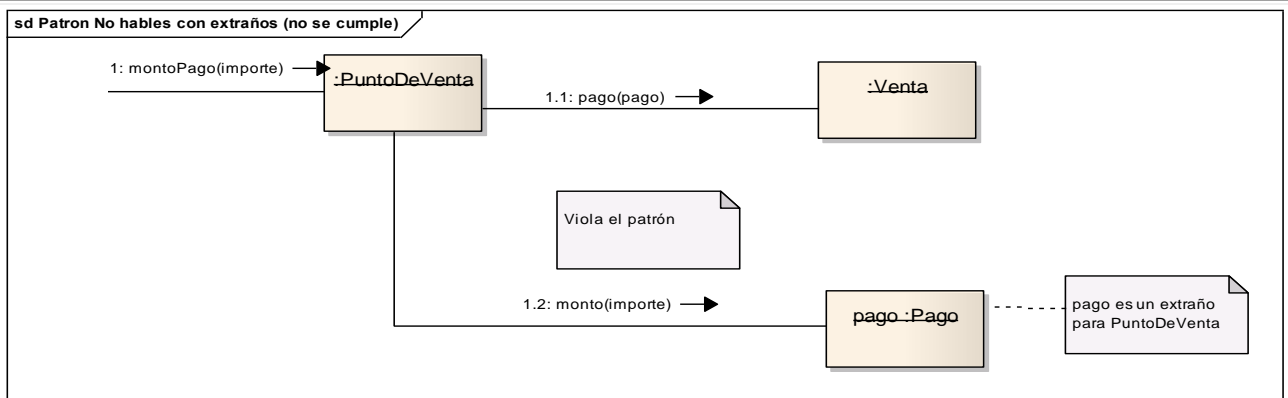 sd Patron No hables con extraños (no se cumple)
1: montoPago(importe)
:PuntoDeVenta
1.1: pago(pago)
:Venta
Viola el patrón
1.2: monto(importe)
pago :Pago
pago es un extraño
para PuntoDeVenta